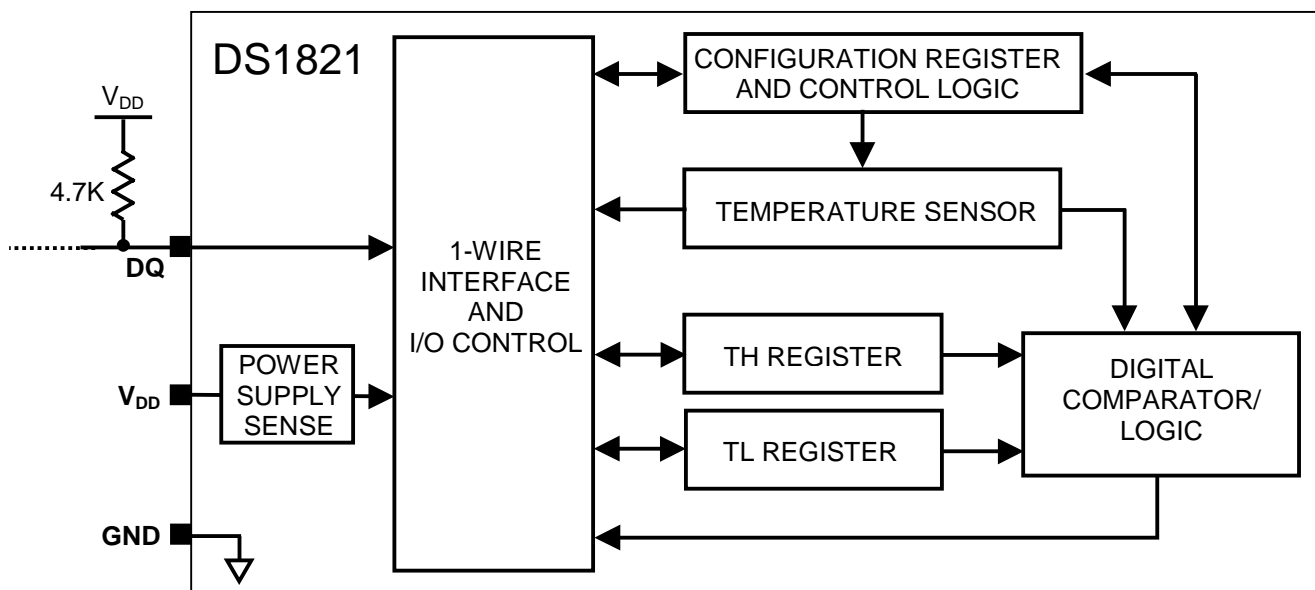 DS1821
V_DD
4.7K
DQ
V_DD
GND
POWER
SUPPLY
SENSE
1-WIRE
INTERFACE
AND
I/O CONTROL
CONFIGURATION REGISTER
AND CONTROL LOGIC
TEMPERATURE SENSOR
TH REGISTER
TL REGISTER
DIGITAL
COMPARATOR/
LOGIC